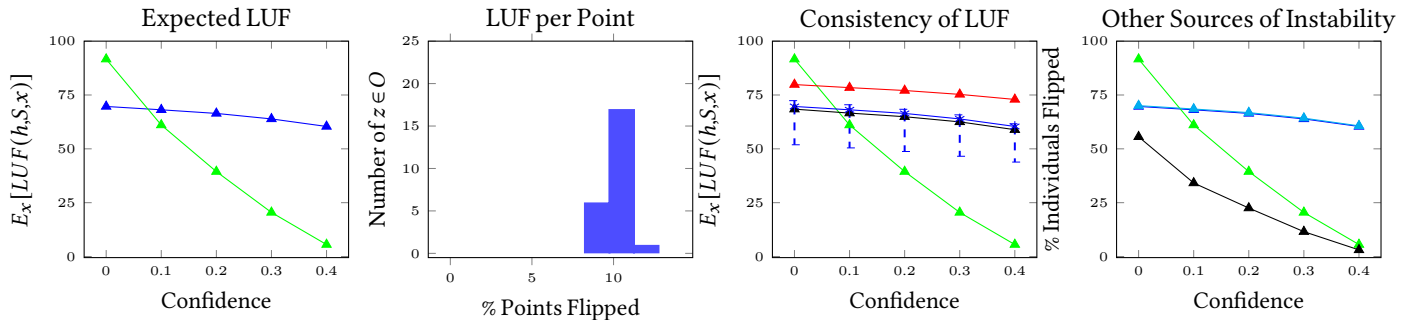 Expected LUF
E_x[LUF(h,S,x)]
100
75
50
25
0
0 0.1 0.2 0.3 0.4
Confidence
LUF per Point
Number of z ∈ O
25
20
15
10
5
0
0 5 10
% Points Flipped
Consistency of LUF
E_x[LUF(h,S,x)]
100
75
50
25
0
0 0.1 0.2 0.3 0.4
Confidence
Other Sources of Instability
% Individuals Flipped
100
75
50
25
0
0 0.1 0.2 0.3 0.4
Confidence